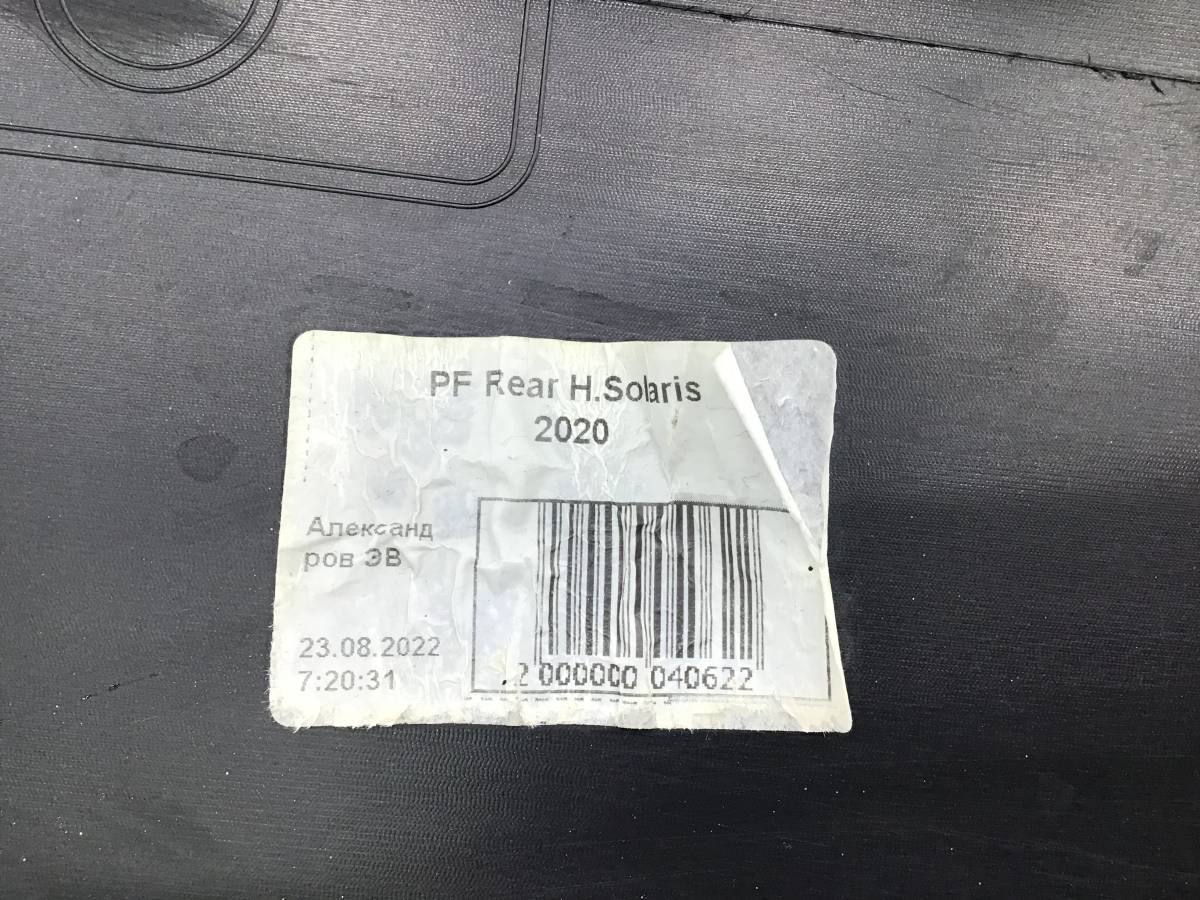 PF Rear H.Solaris
2020
Александ
ров ЭВ
23.08.2022
7:20:31
2 000000 040622